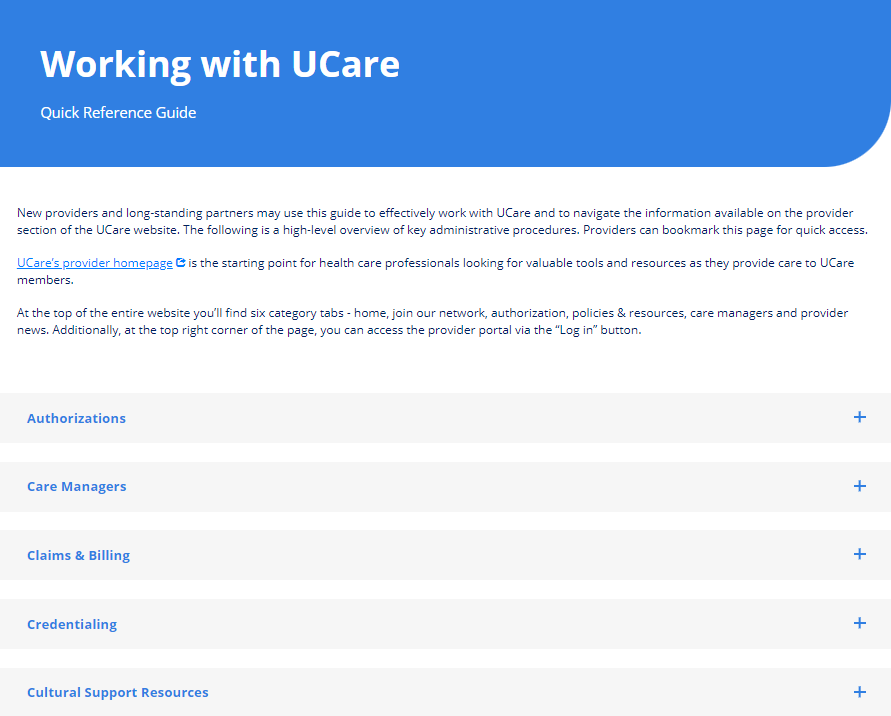 Working with UCare
Quick Reference Guide
New providers and long-standing partners may use this guide to effectively work with UCare and to navigate the information available on the provider
section of the UCare website. The following is a high-level overview of key administrative procedures. Providers can bookmark this page for quick access.
UCare’s provider homepage is the starting point for health care professionals looking for valuable tools and resources as they provide care to UCare
members.
At the top of the entire website you’ll find six category tabs - home, join our network, authorization, policies & resources, care managers and provider
news. Additionally, at the top right corner of the page, you can access the provider portal via the “Log in” button.
Authorizations
Care Managers
Claims & Billing
Credentialing
Cultural Support Resources